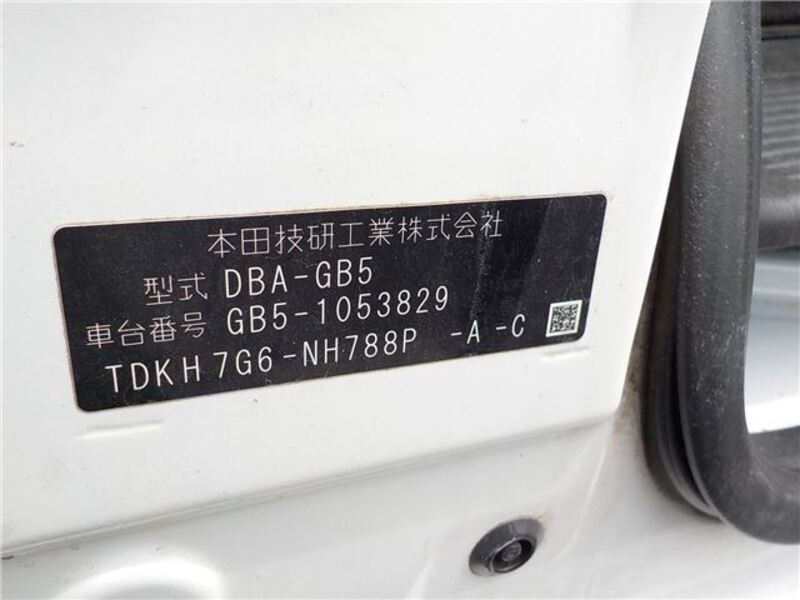 本田技研工業株式会社
型式 DBA-GB5
車台番号 GB5-1053829
TDKH7G6-NH788P -A-C